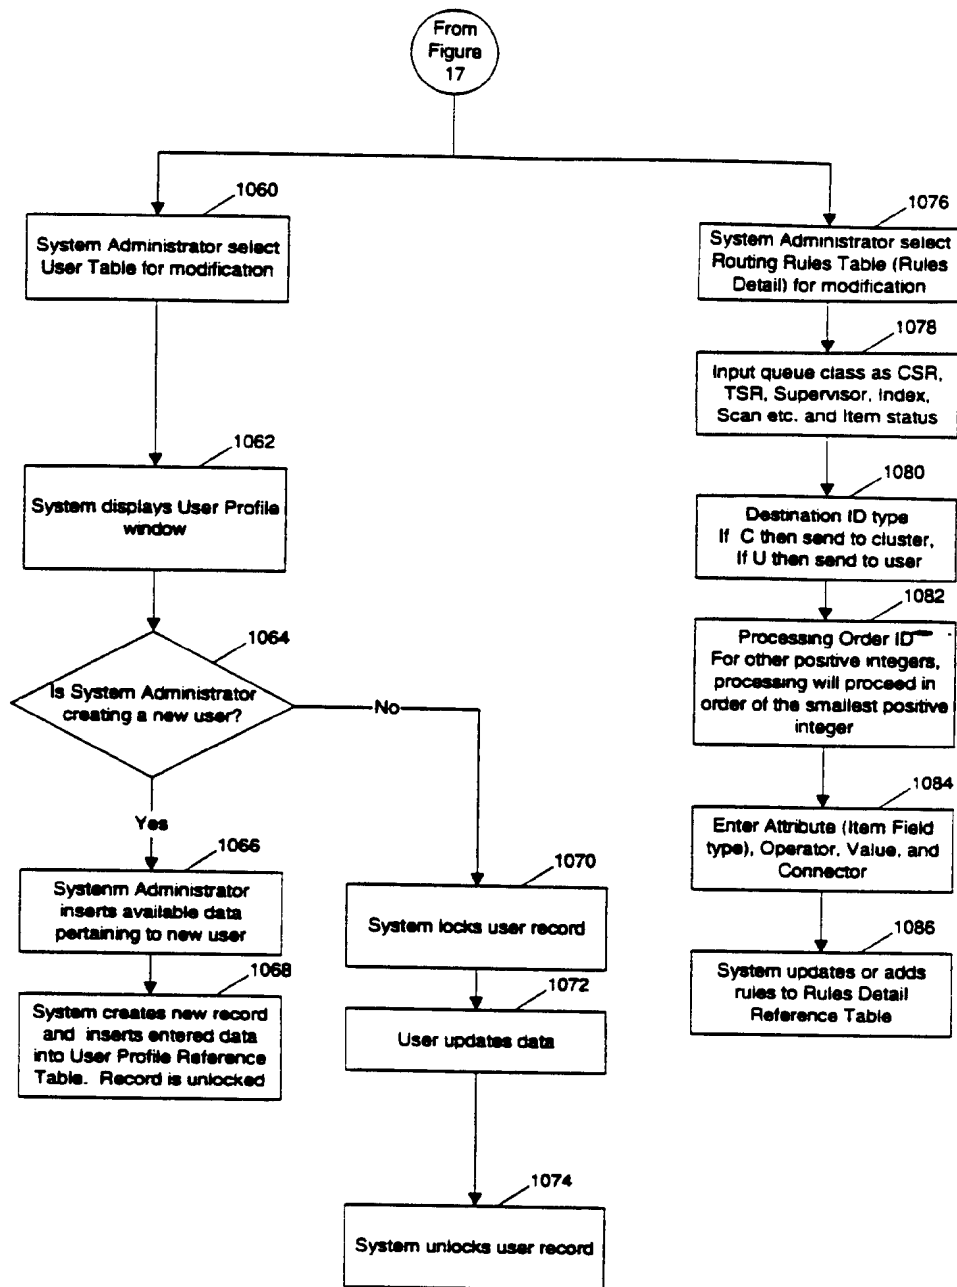 From
Figure
17
1060
System Administrator select
User Table for modification
1062
System displays User Profile
window
1064
Is System Administrator
creating a new user?
No
Yes
1066
Systenm Administrator
inserts available data
pertaining to new user
1068
System creates new record
and inserts entered data
into User Profile Reference
Table. Record is unlocked
1070
System locks user record
1072
User updates data
1074
System unlocks user record
1076
System Administrator select
Routing Rules Table (Rules
Detail) for modification
1078
Input queue class as CSR,
TSR, Supervisor, Index,
Scan etc. and Item status
1080
Destination ID type
If C then send to cluster,
If U then send to user
1082
Processing Order ID
For other positive integers,
processing will proceed in
order of the smallest positive
integer
1084
Enter Attribute (Item Field
type), Operator, Value, and
Connector
1086
System updates or adds
rules to Rules Detail
Reference Table